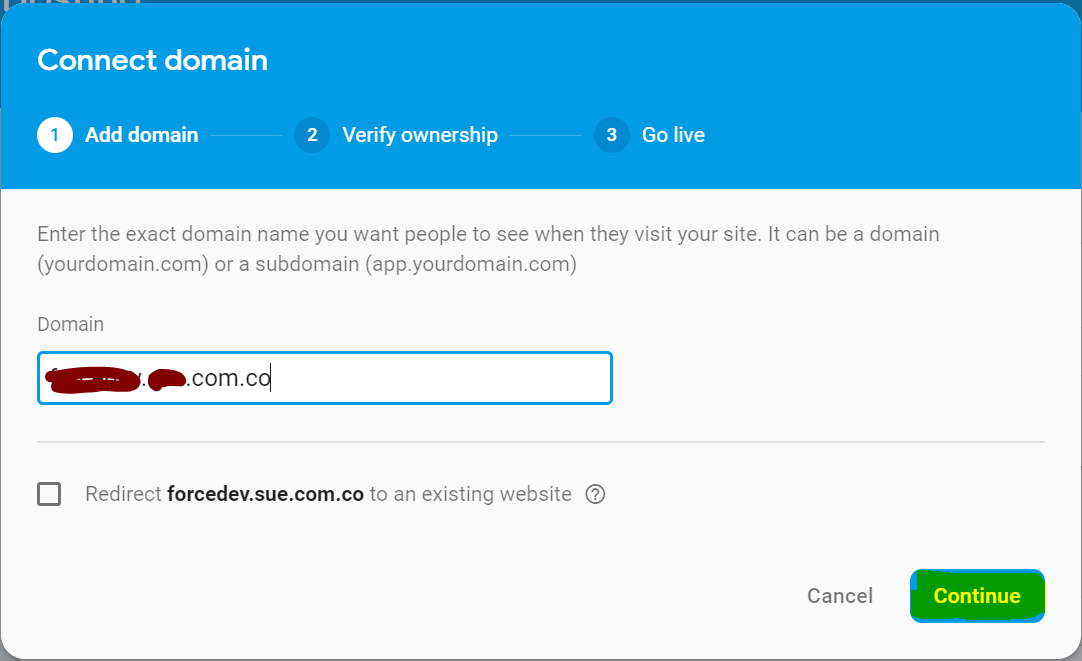 Connect domain
1 Add domain 2 Verify ownership 3 Go live
Enter the exact domain name you want people to see when they visit your site. It can be a domain
(yourdomain.com) or a subdomain (app.yourdomain.com)
Domain
.com.co
Redirect forcedev.sue.com.co to an existing website ?
Cancel Continue